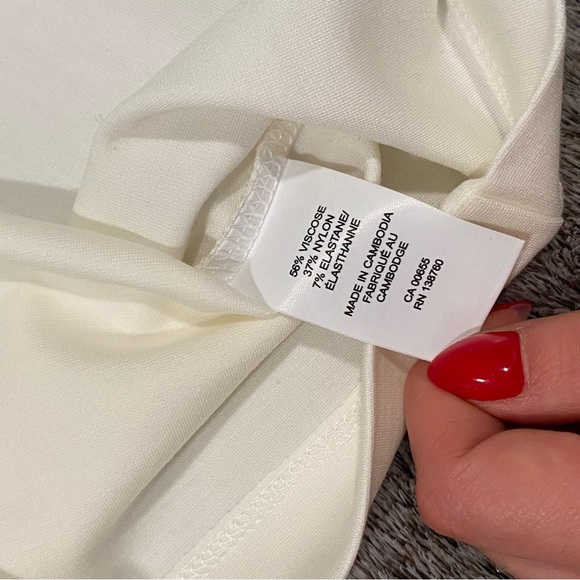 56% VISCOSE
37% NYLON
7% ELASTANE/
ÉLASTHANNE
MADE IN CAMBODIA
FABRIQUÉ AU
CAMBODGE
CA 00655
RN 138760